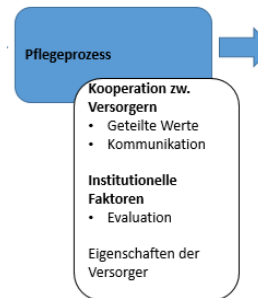 Pflegeprozess
Kooperation zw.
Versorgern
• Geteilte Werte
• Kommunikation
Institutionelle
Faktoren
• Evaluation
Eigenschaften der
Versorger